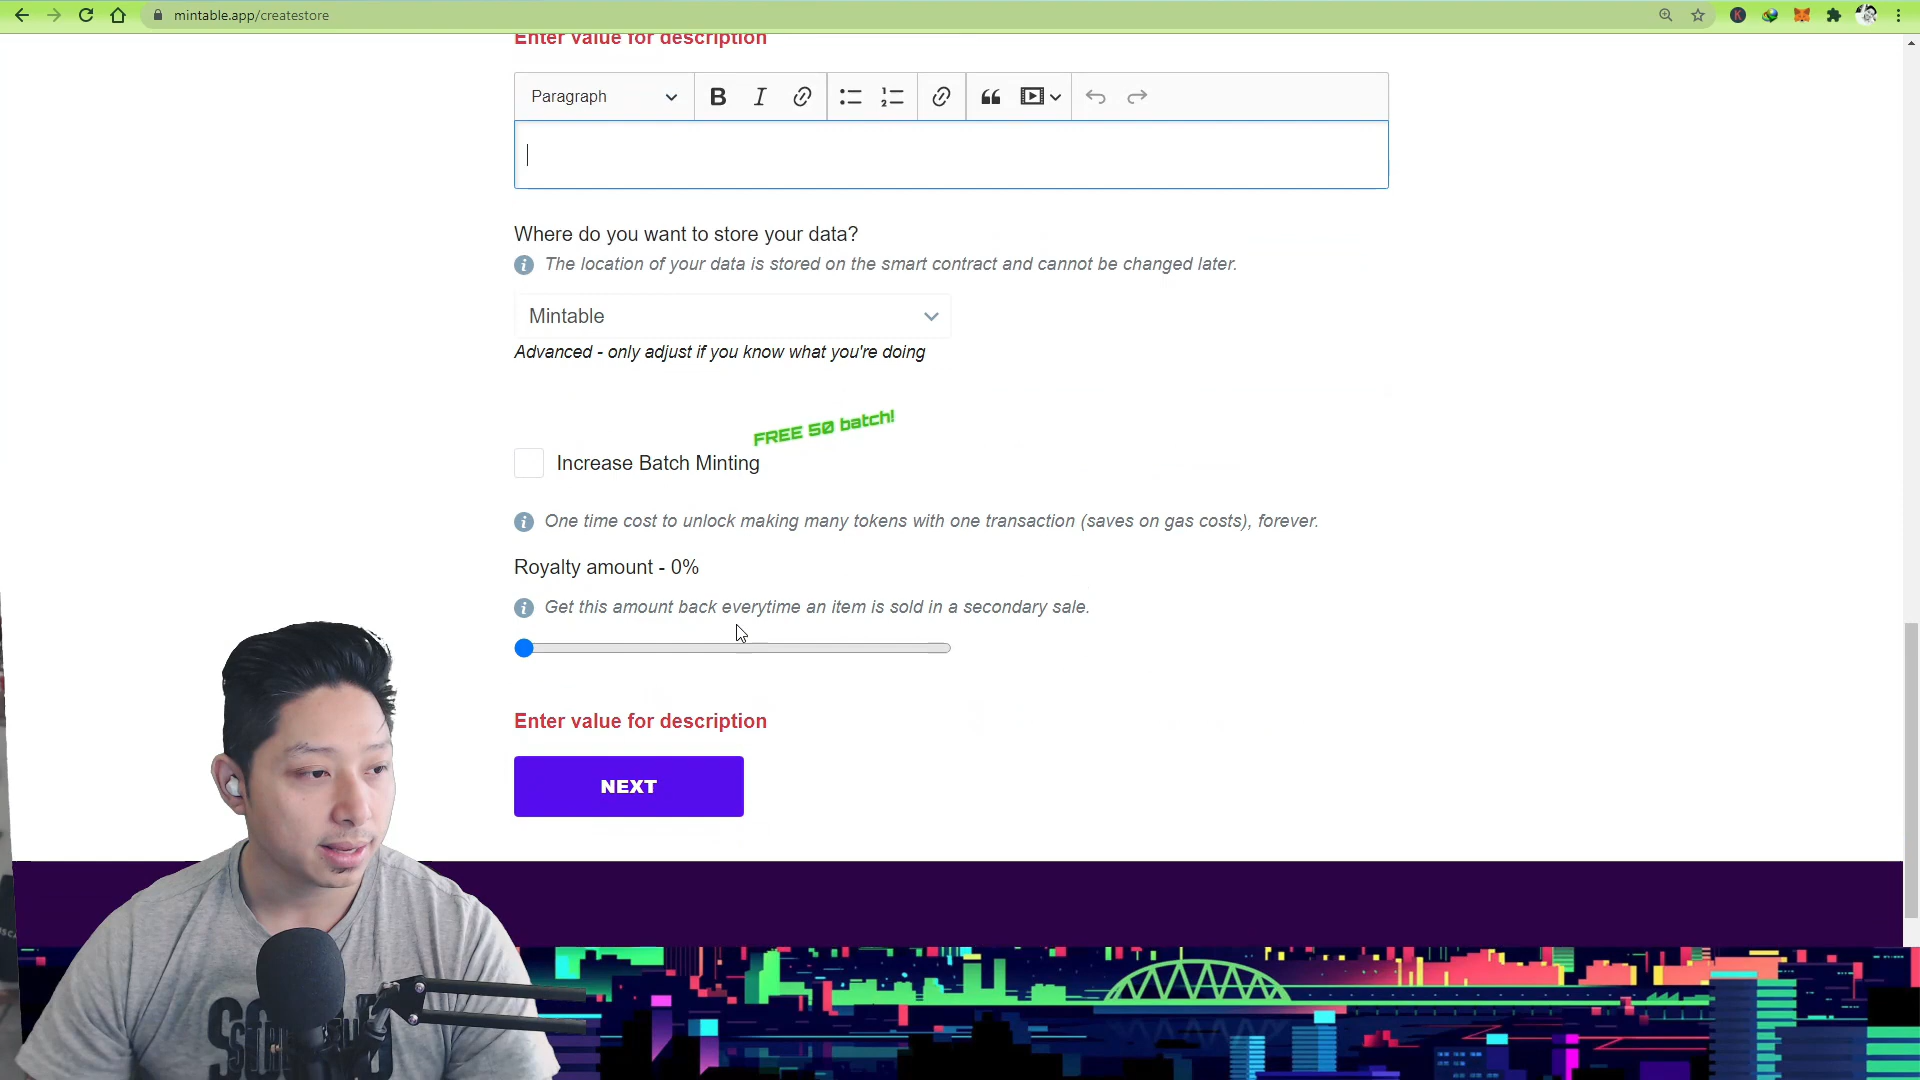 mintable.app/createstore
Enter value for description
Paragraph
Where do you want to store your data?
The location of your data is stored on the smart contract and cannot be changed later.
Mintable
Advanced - only adjust if you know what you're doing
FREE 50 batch!
Increase Batch Minting
One time cost to unlock making many tokens with one transaction (saves on gas costs), forever.
Royalty amount - 0%
Get this amount back everytime an item is sold in a secondary sale.
Enter value for description
NEXT